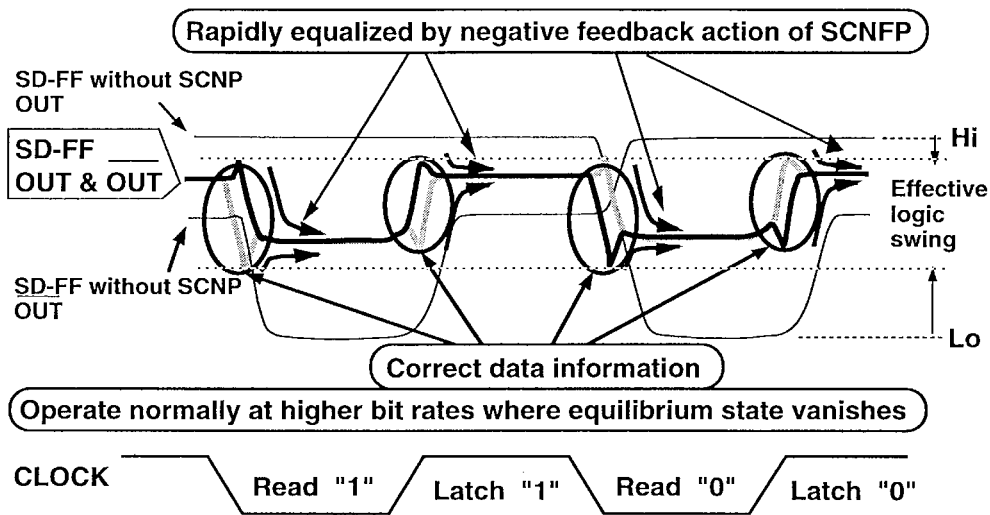 Rapidly equalized by negative feedback action of SCNFP
SD-FF without SCNP
OUT
SD-FF
OUT & OUT
Hi
Effective
logic
swing
SD-FF without SCNP
OUT
Lo
Correct data information
Operate normally at higher bit rates where equilibrium state vanishes
CLOCK
Read "1"
Latch "1"
Read "0"
Latch "0"